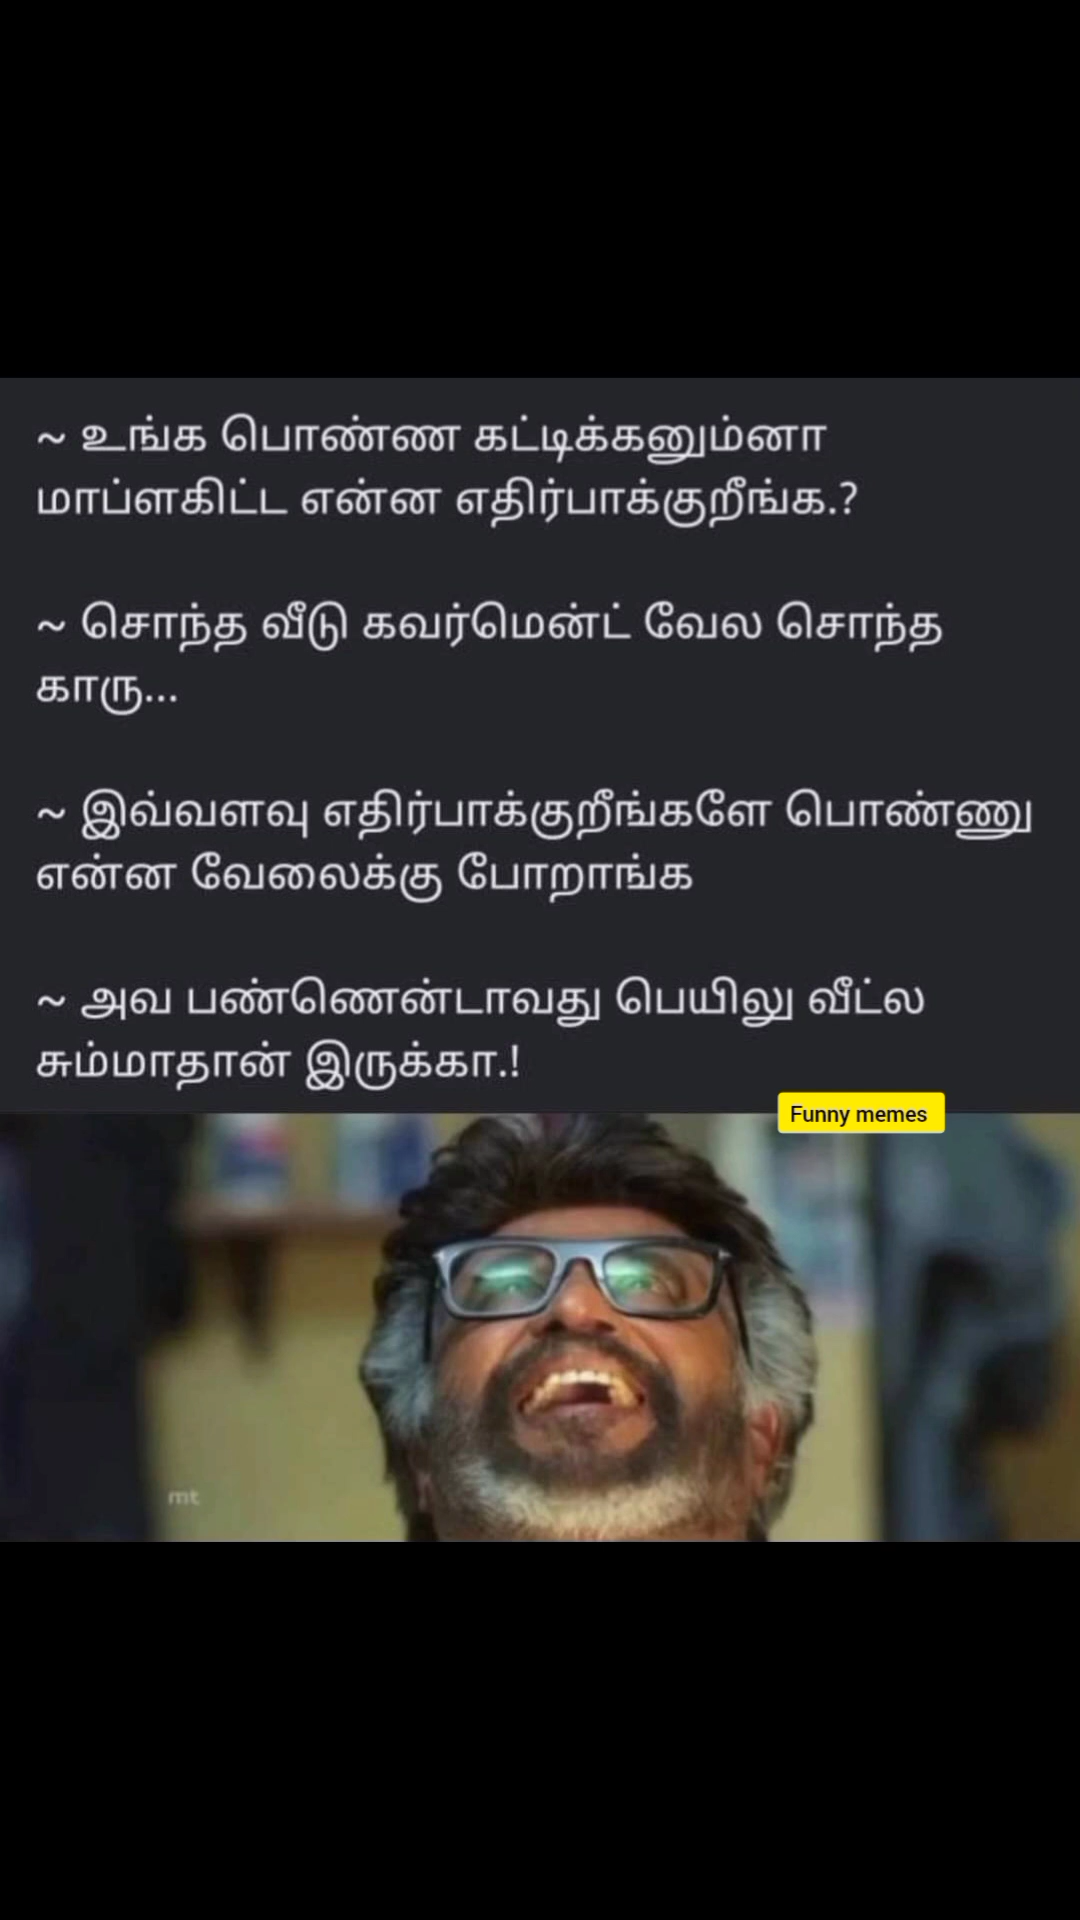 ~ உங்க பொண்ண கட்டிக்கனும்னா
மாப்ளகிட்ட என்ன எதிர்பாக்குறீங்க.?
~ சொந்த வீடு கவர்மென்ட் வேல சொந்த
காரு...
~ இவ்வளவு எதிர்பாக்குறீங்களே பொண்ணு
என்ன வேலைக்கு போறாங்க
~ அவ பண்ணென்டாவது பெயிலு வீட்ல
சும்மாதான் இருக்கா.!
Funny memes
mt